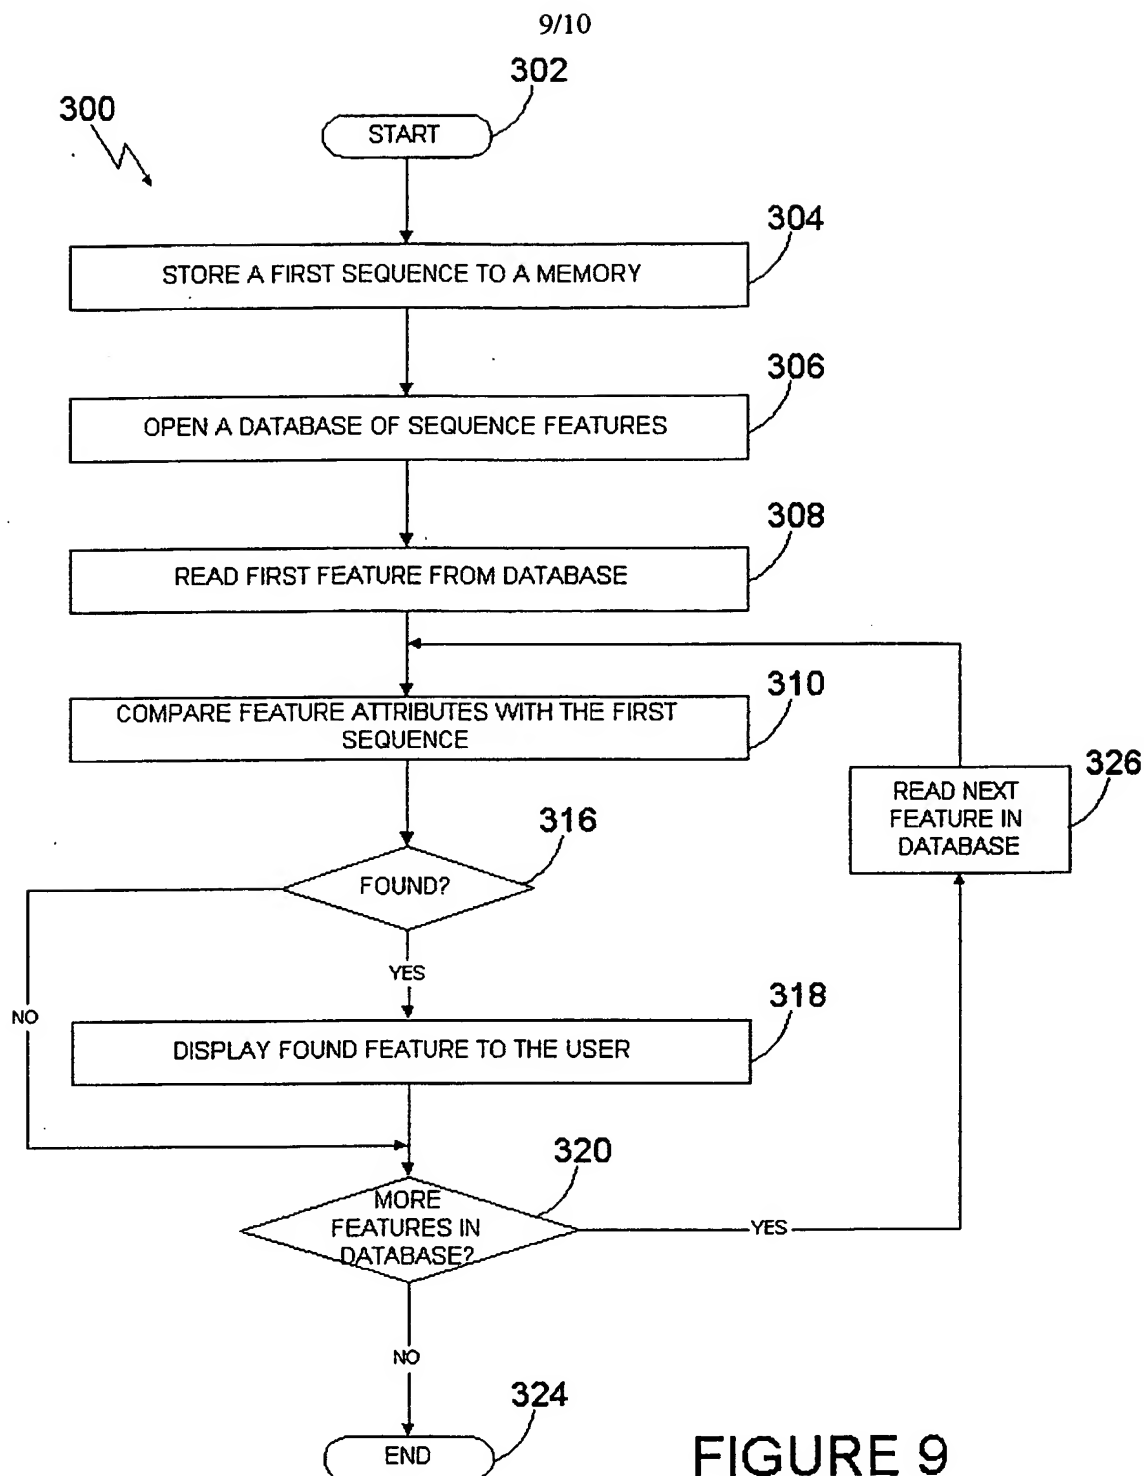 9/10
302
300
START
304
STORE A FIRST SEQUENCE TO A MEMORY
306
OPEN A DATABASE OF SEQUENCE FEATURES
308
READ FIRST FEATURE FROM DATABASE
310
COMPARE FEATURE ATTRIBUTES WITH THE FIRST
SEQUENCE
326
READ NEXT
FEATURE IN
DATABASE
316
FOUND?
YES
NO
318
DISPLAY FOUND FEATURE TO THE USER
320
MORE
FEATURES IN
DATABASE?
YES
NO
324
END
FIGURE 9